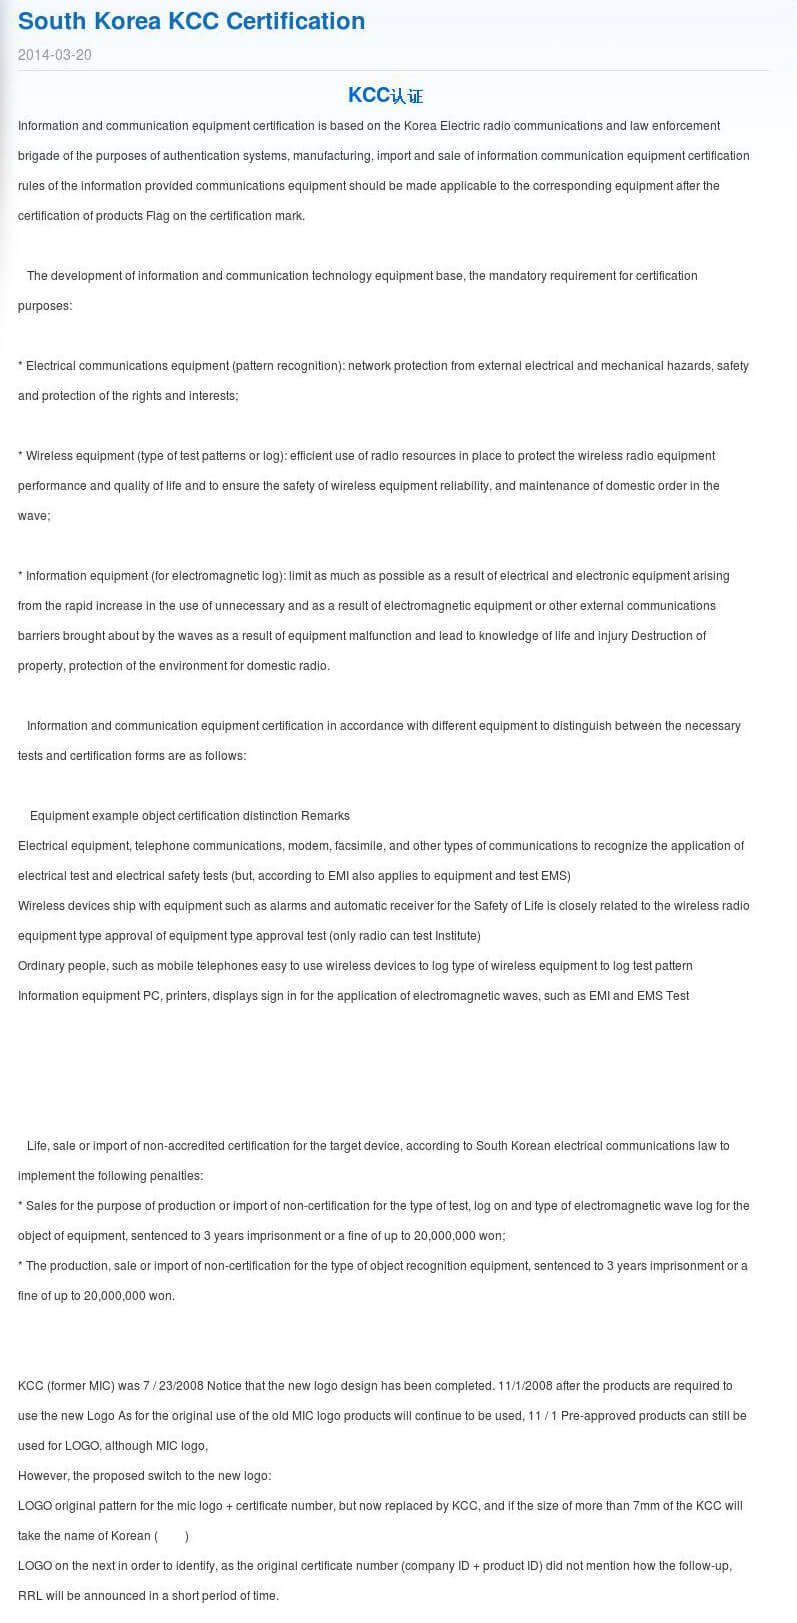 South Korea KCC Certification
2014-03-20
KCC认证
Information and communication equipment certification is based on the Korea Electric radio communications and law enforcement
brigade of the purposes of authentication systems, manufacturing, import and sale of information communication equipment certification
rules of the information provided communications equipment should be made applicable to the corresponding equipment after the
certification of products Flag on the certification mark.
The development of information and communication technology equipment base, the mandatory requirement for certification
purposes:
* Electrical communications equipment (pattern recognition): network protection from external electrical and mechanical hazards, safety
and protection of the rights and interests;
* Wireless equipment (type of test patterns or log): efficient use of radio resources in place to protect the wireless radio equipment
performance and quality of life and to ensure the safety of wireless equipment reliability, and maintenance of domestic order in the
wave;
* Information equipment (for electromagnetic log): limit as much as possible as a result of electrical and electronic equipment arising
from the rapid increase in the use of unnecessary and as a result of electromagnetic equipment or other external communications
barriers brought about by the waves as a result of equipment malfunction and lead to knowledge of life and injury Destruction of
property, protection of the environment for domestic radio.
Information and communication equipment certification in accordance with different equipment to distinguish between the necessary
tests and certification forms are as follows:
Equipment example object certification distinction Remarks
Electrical equipment, telephone communications, modem, facsimile, and other types of communications to recognize the application of
electrical test and electrical safety tests (but, according to EMI also applies to equipment and test EMS)
Wireless devices ship with equipment such as alarms and automatic receiver for the Safety of Life is closely related to the wireless radio
equipment type approval of equipment type approval test (only radio can test Institute)
Ordinary people, such as mobile telephones easy to use wireless devices to log type of wireless equipment to log test pattern
Information equipment PC, printers, displays sign in for the application of electromagnetic waves, such as EMI and EMS Test
Life, sale or import of non-accredited certification for the target device, according to South Korean electrical communications law to
implement the following penalties:
* Sales for the purpose of production or import of non-certification for the type of test, log on and type of electromagnetic wave log for the
object of equipment, sentenced to 3 years imprisonment or a fine of up to 20,000,000 won;
* The production, sale or import of non-certification for the type of object recognition equipment, sentenced to 3 years imprisonment or a
fine of up to 20,000,000 won.
KCC (former MIC) was 7 / 23/2008 Notice that the new logo design has been completed. 11/1/2008 after the products are required to
use the new Logo As for the original use of the old MIC logo products will continue to be used, 11 / 1 Pre-approved products can still be
used for LOGO, although MIC logo,
However, the proposed switch to the new logo:
LOGO original pattern for the mic logo + certificate number, but now replaced by KCC, and if the size of more than 7mm of the KCC will
take the name of Korean ( )
LOGO on the next in order to identify, as the original certificate number (company ID + product ID) did not mention how the follow-up,
RRL will be announced in a short period of time.